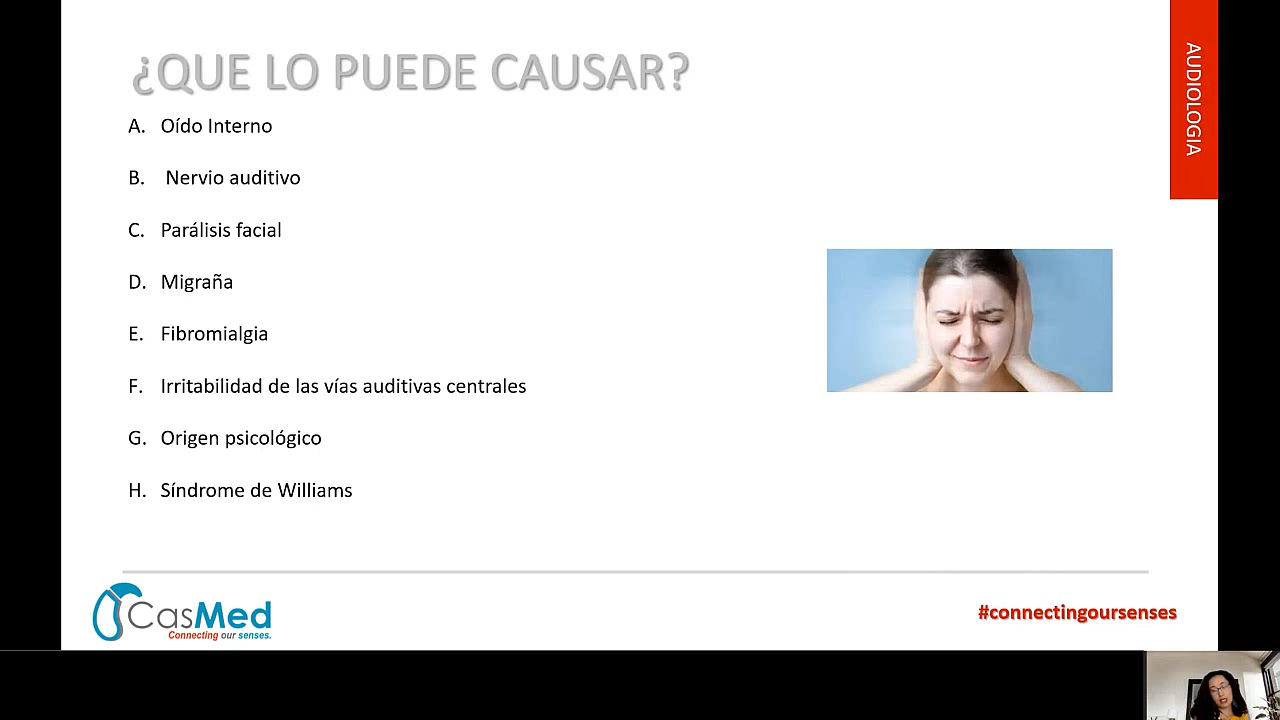 ¿QUE LO PUEDE CAUSAR?
A. Oído Interno
B. Nervio auditivo
C. Parálisis facial
D. Migraña
E. Fibromialgia
F. Irritabilidad de las vías auditivas centrales
G. Origen psicológico
H. Síndrome de Williams
AUDIOLOGIA
CasMed
Connecting our senses.
#connectingoursenses